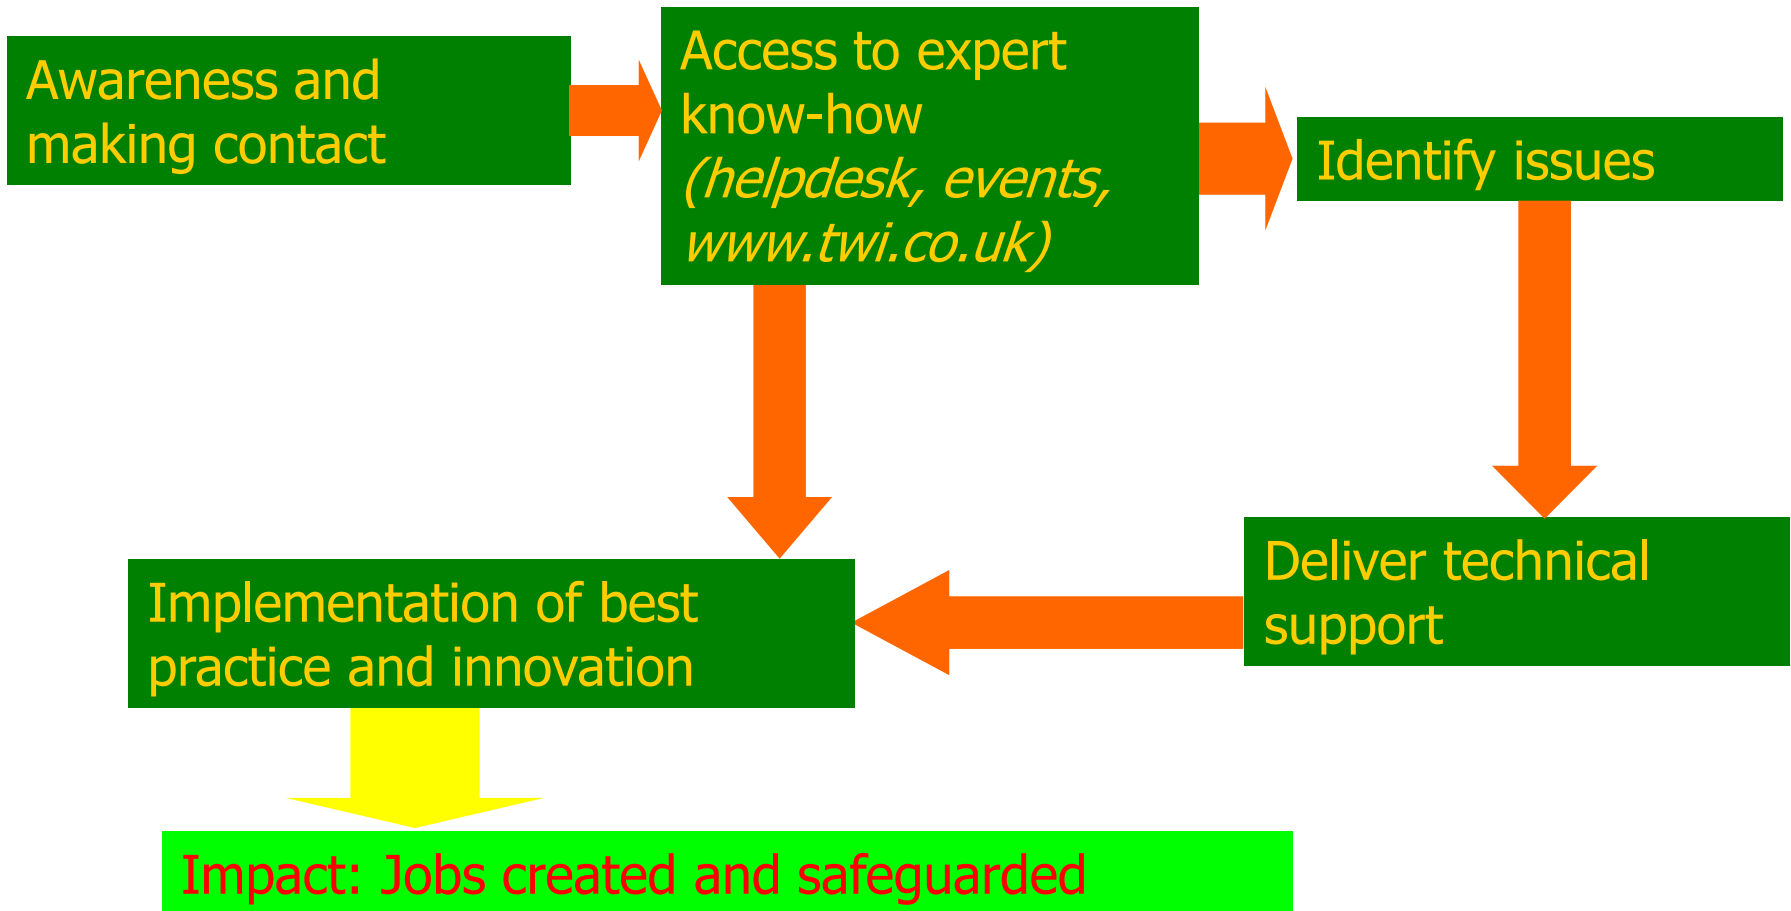 Awareness and
making contact
Access to expert
know-how
(helpdesk, events,
www.twi.co.uk)
Identify issues
Deliver technical
support
Implementation of best
practice and innovation
Impact: Jobs created and safeguarded